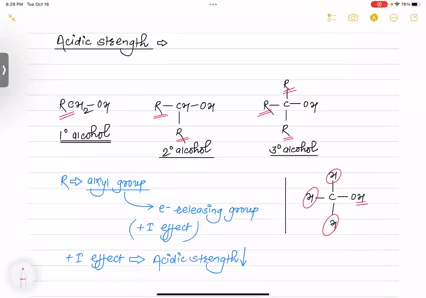 8:29 PM Tue Oct 18
76%
Acidic strength ⇒
R
RCH2-OH
R-CH-OH
R-C-OH
R
R
1° alcohol
2° alcohol
3° alcohol
R ⇒ alkyl group
→ e- releasing group
(+I effect)
+I effect ⇒ Acidic strength ↓
H
H-C-OH
H